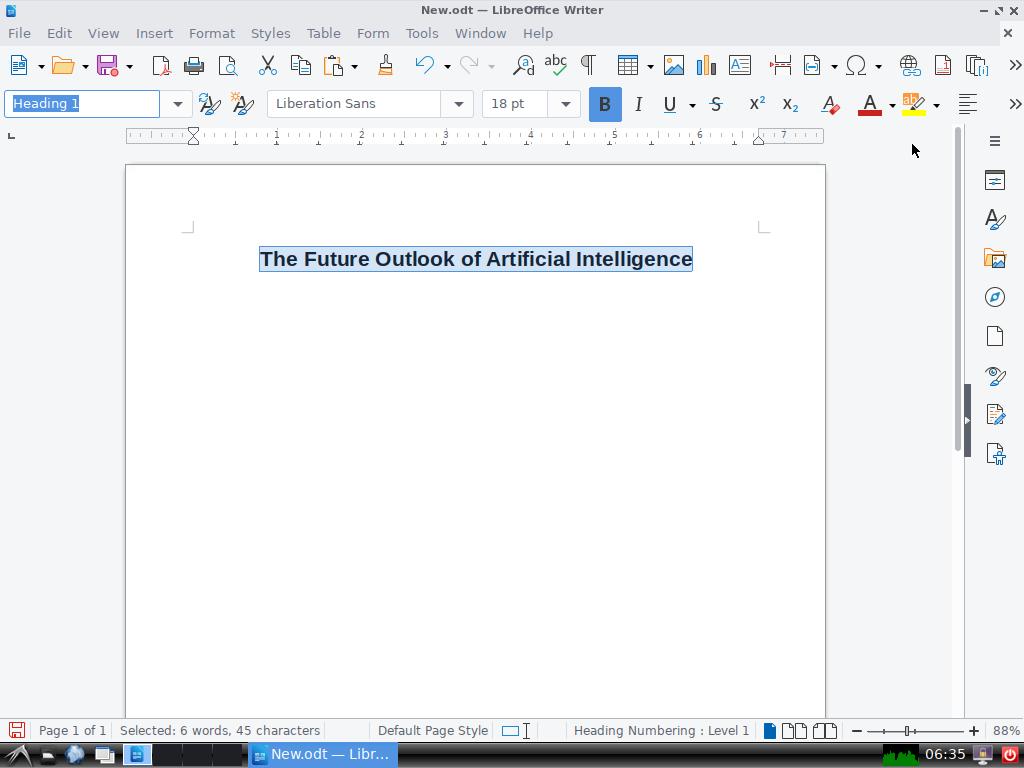 New.odt — LibreOffice Writer
File Edit View Insert Format Styles Table Form Tools Window Help
Heading 1 Liberation Sans 18 pt
1 2 3 4 5 6 7
The Future Outlook of Artificial Intelligence
Page 1 of 1 Selected: 6 words, 45 characters Default Page Style Heading Numbering : Level 1 88%
New.odt — Libr... 06:35